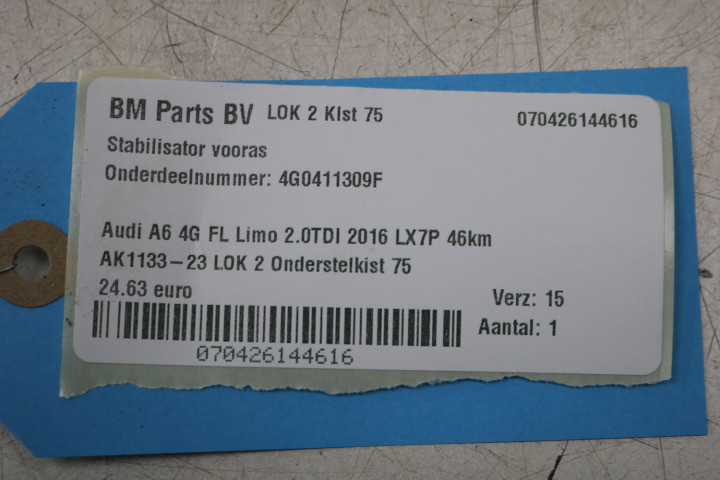 BM Parts BV LOK 2 Klst 75 070426144616
Stabilisator vooras
Onderdeelnummer: 4G0411309F
Audi A6 4G FL Limo 2.0TDI 2016 LX7P 46km
AK1133-23 LOK 2 Onderstelkist 75
24.63 euro Verz: 15
Aantal: 1
070426144616